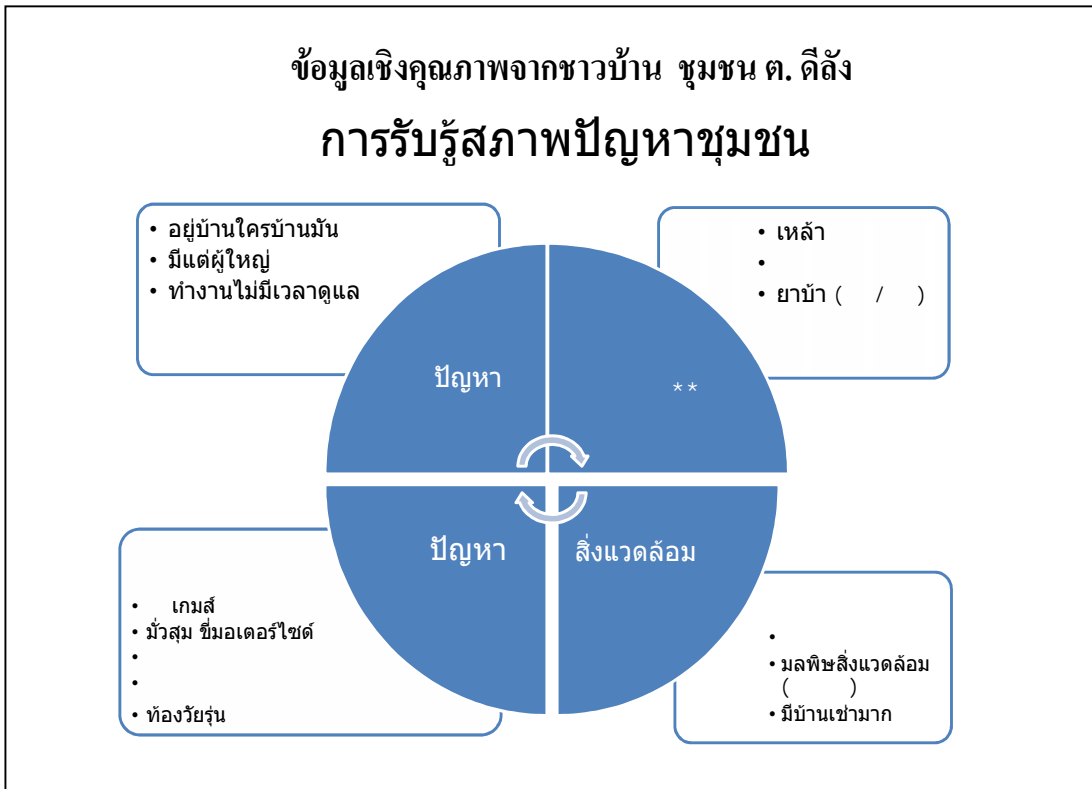 ข้อมูลเชิงคุณภาพจากชาวบ้าน ชุมชน ต. ดีลัง
การรับรู้สภาพปัญหาชุมชน
• อยู่บ้านใครบ้านมัน
• มีแต่ผู้ใหญ่
• ทำงานไม่มีเวลาดูแล
• เหล้า
•
• ยาบ้า ( / )
ปัญหา
**
ปัญหา
สิ่งแวดล้อม
• เกมส์
• มั่วสุม ขี่มอเตอร์ไซด์
•
•
• ท้องวัยรุ่น
•
• มลพิษสิ่งแวดล้อม
( )
• มีบ้านเช่ามาก